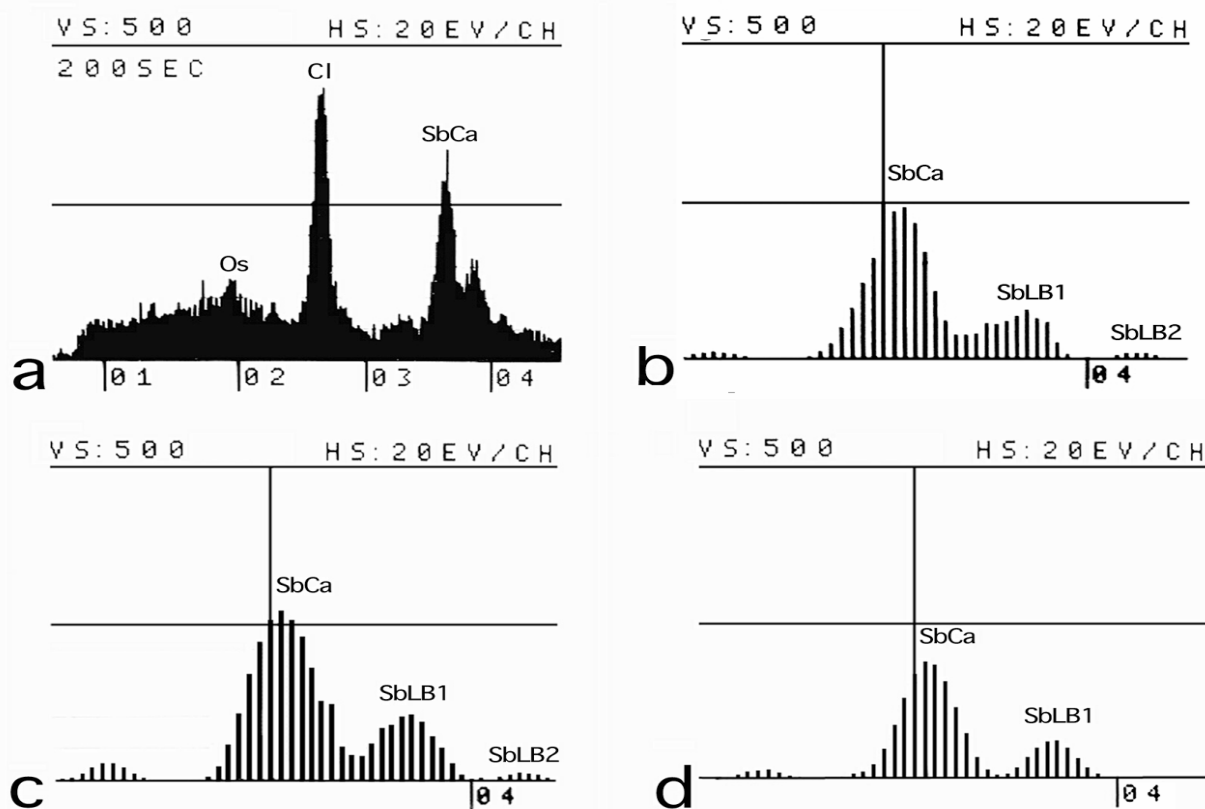 VS:500 HS:20EV/CH
200SEC
Cl
SbCa
Os
a
01 02 03 04
VS:500 HS:20EV/CH
SbCa
SbLB1
SbLB2
b
04
VS:500 HS:20EV/CH
SbCa
SbLB1
SbLB2
c
04
VS:500 HS:20EV/CH
SbCa
SbLB1
d
04